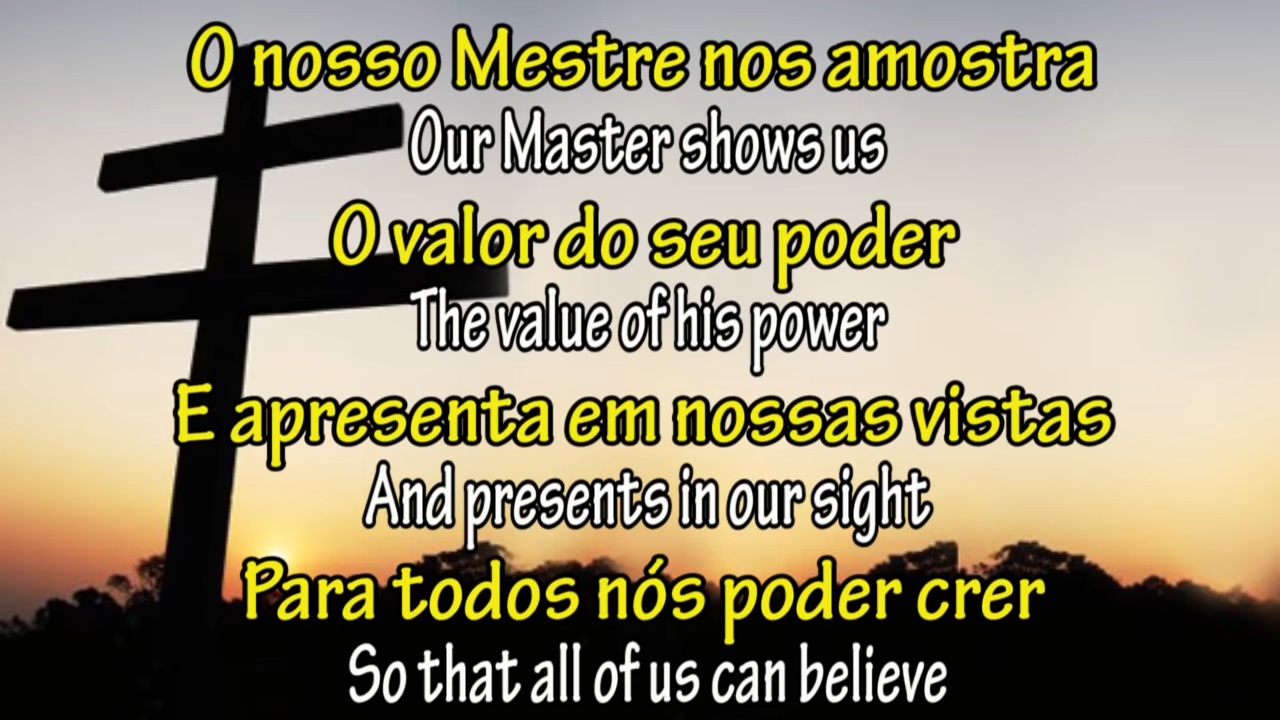 O nosso Mestre nos amostra
Our Master shows us
O valor do seu poder
The value of his power
E apresenta em nossas vistas
And presents in our sight
Para todos nós poder crer
So that all of us can believe